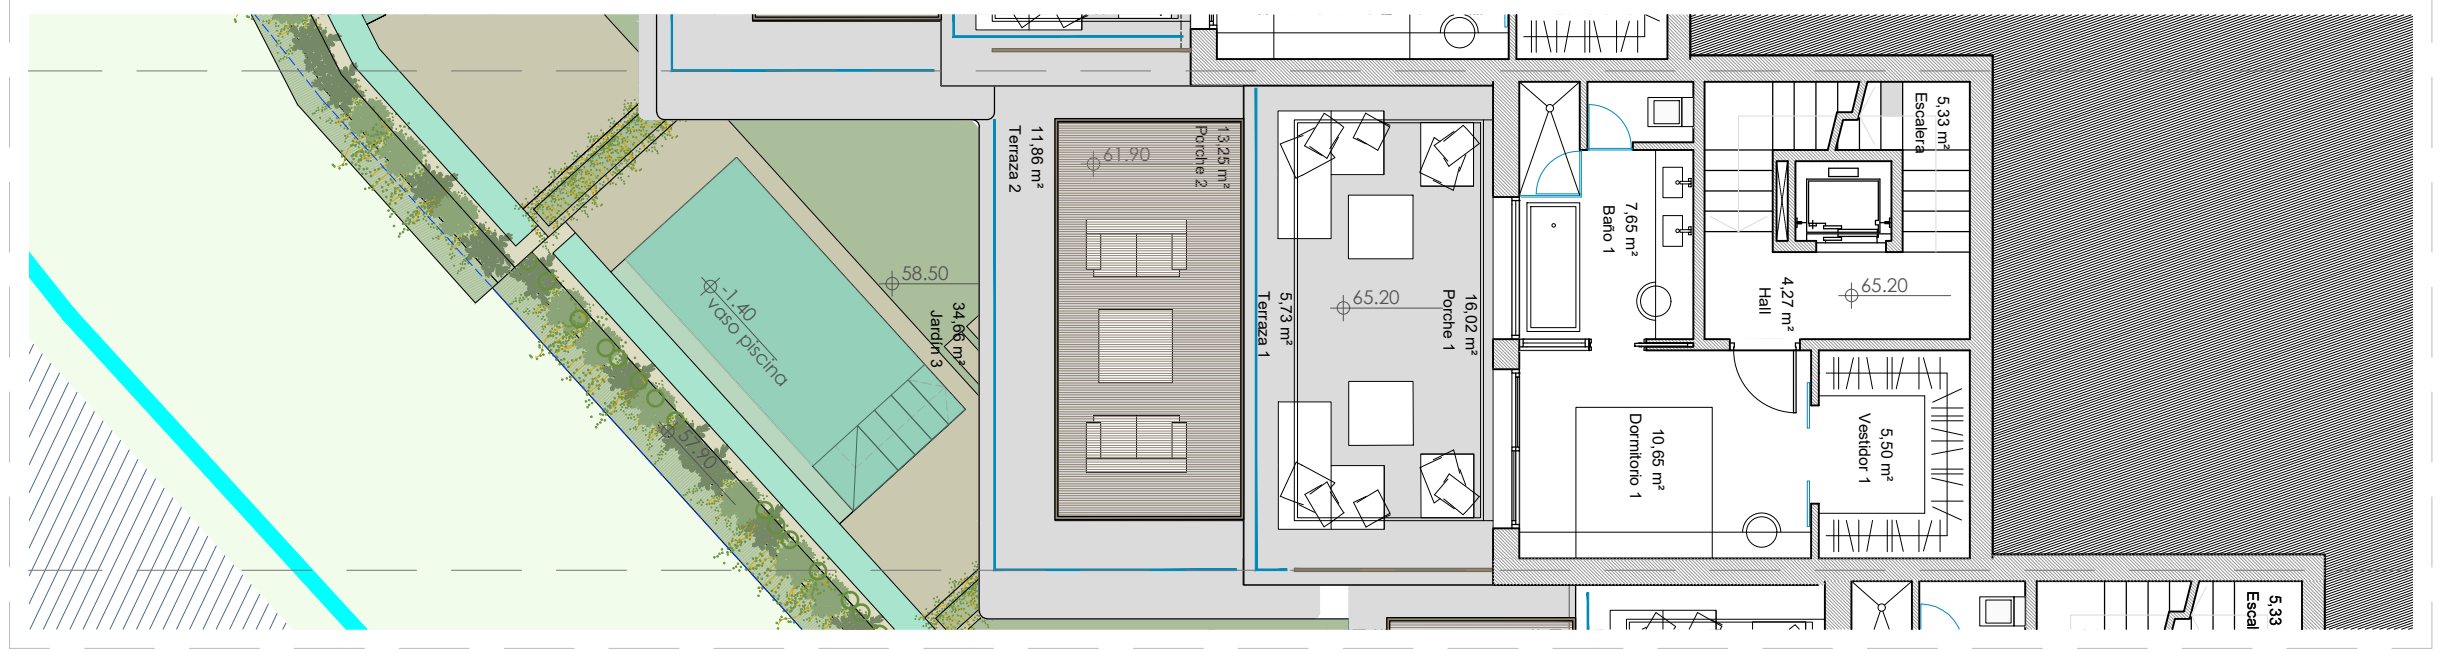 5,33 m²
Escalera
11,86 m²
Terraza 2
13,25 m²
Porche 2
61.90
7,65 m²
Baño 1
58.50
34,66 m²
Jardín 3
-1.40
vaso piscina
5,73 m²
Terraza 1
65.20
16,02 m²
Porche 1
4,27 m²
Hall
65.20
57.90
10,65 m²
Dormitorio 1
5,50 m²
Vestidor 1
5,33
Escal